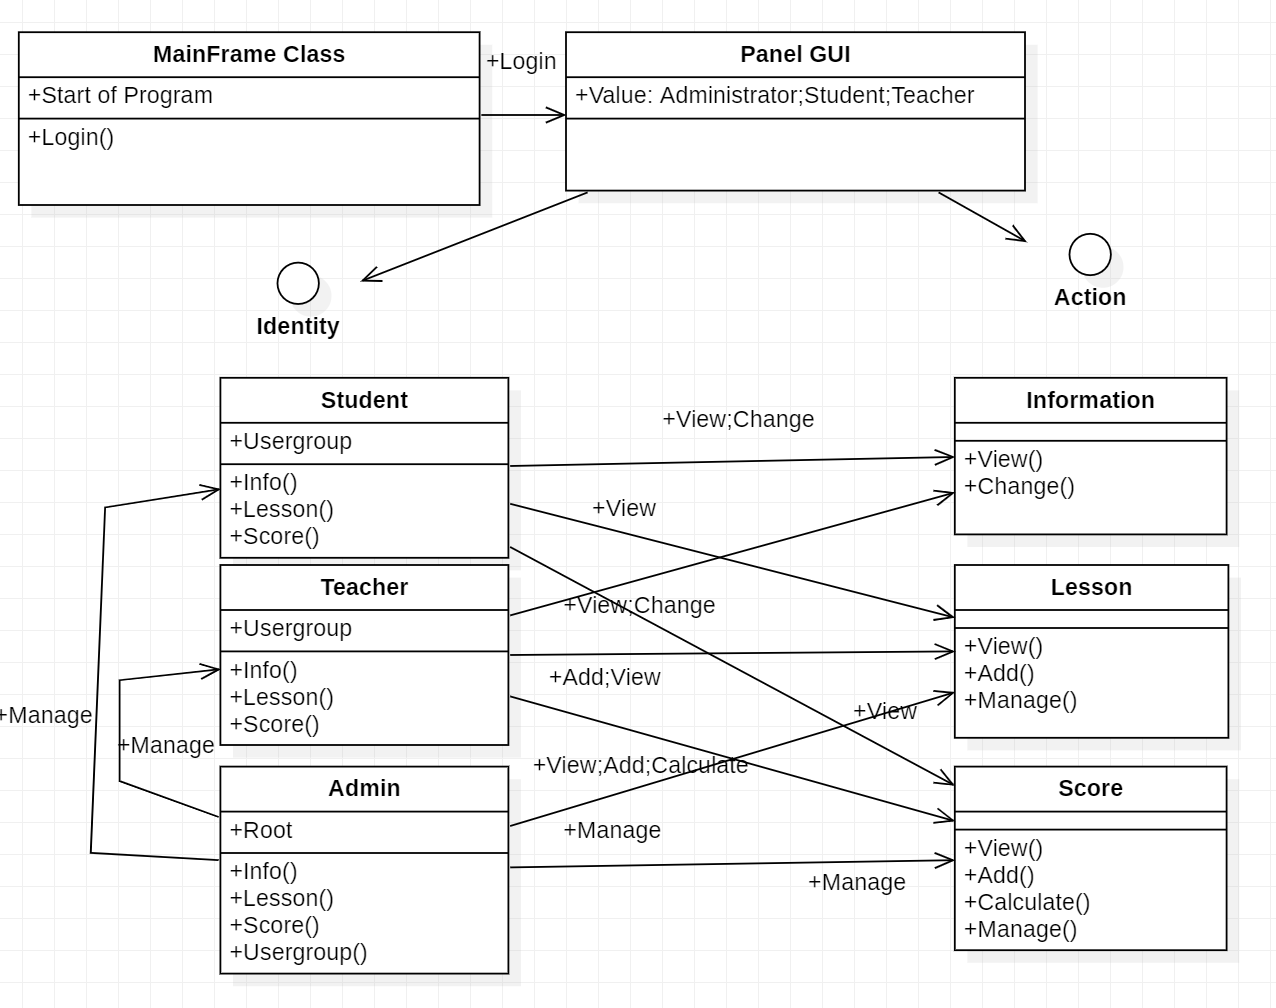 MainFrame Class
+Start of Program
+Login()
+Login
Panel GUI
+Value: Administrator;Student;Teacher
Identity
Action
Student
+Usergroup
+Info()
+Lesson()
+Score()
+View;Change
Information
+View()
+Change()
+View
Teacher
+Usergroup
+Info()
+Lesson()
+Score()
+View;Change
+Add;View
Lesson
+View()
+Add()
+Manage()
+Manage
+Manage
+View
+View;Add;Calculate
Admin
+Root
+Info()
+Lesson()
+Score()
+Usergroup()
+Manage
+Manage
Score
+View()
+Add()
+Calculate()
+Manage()